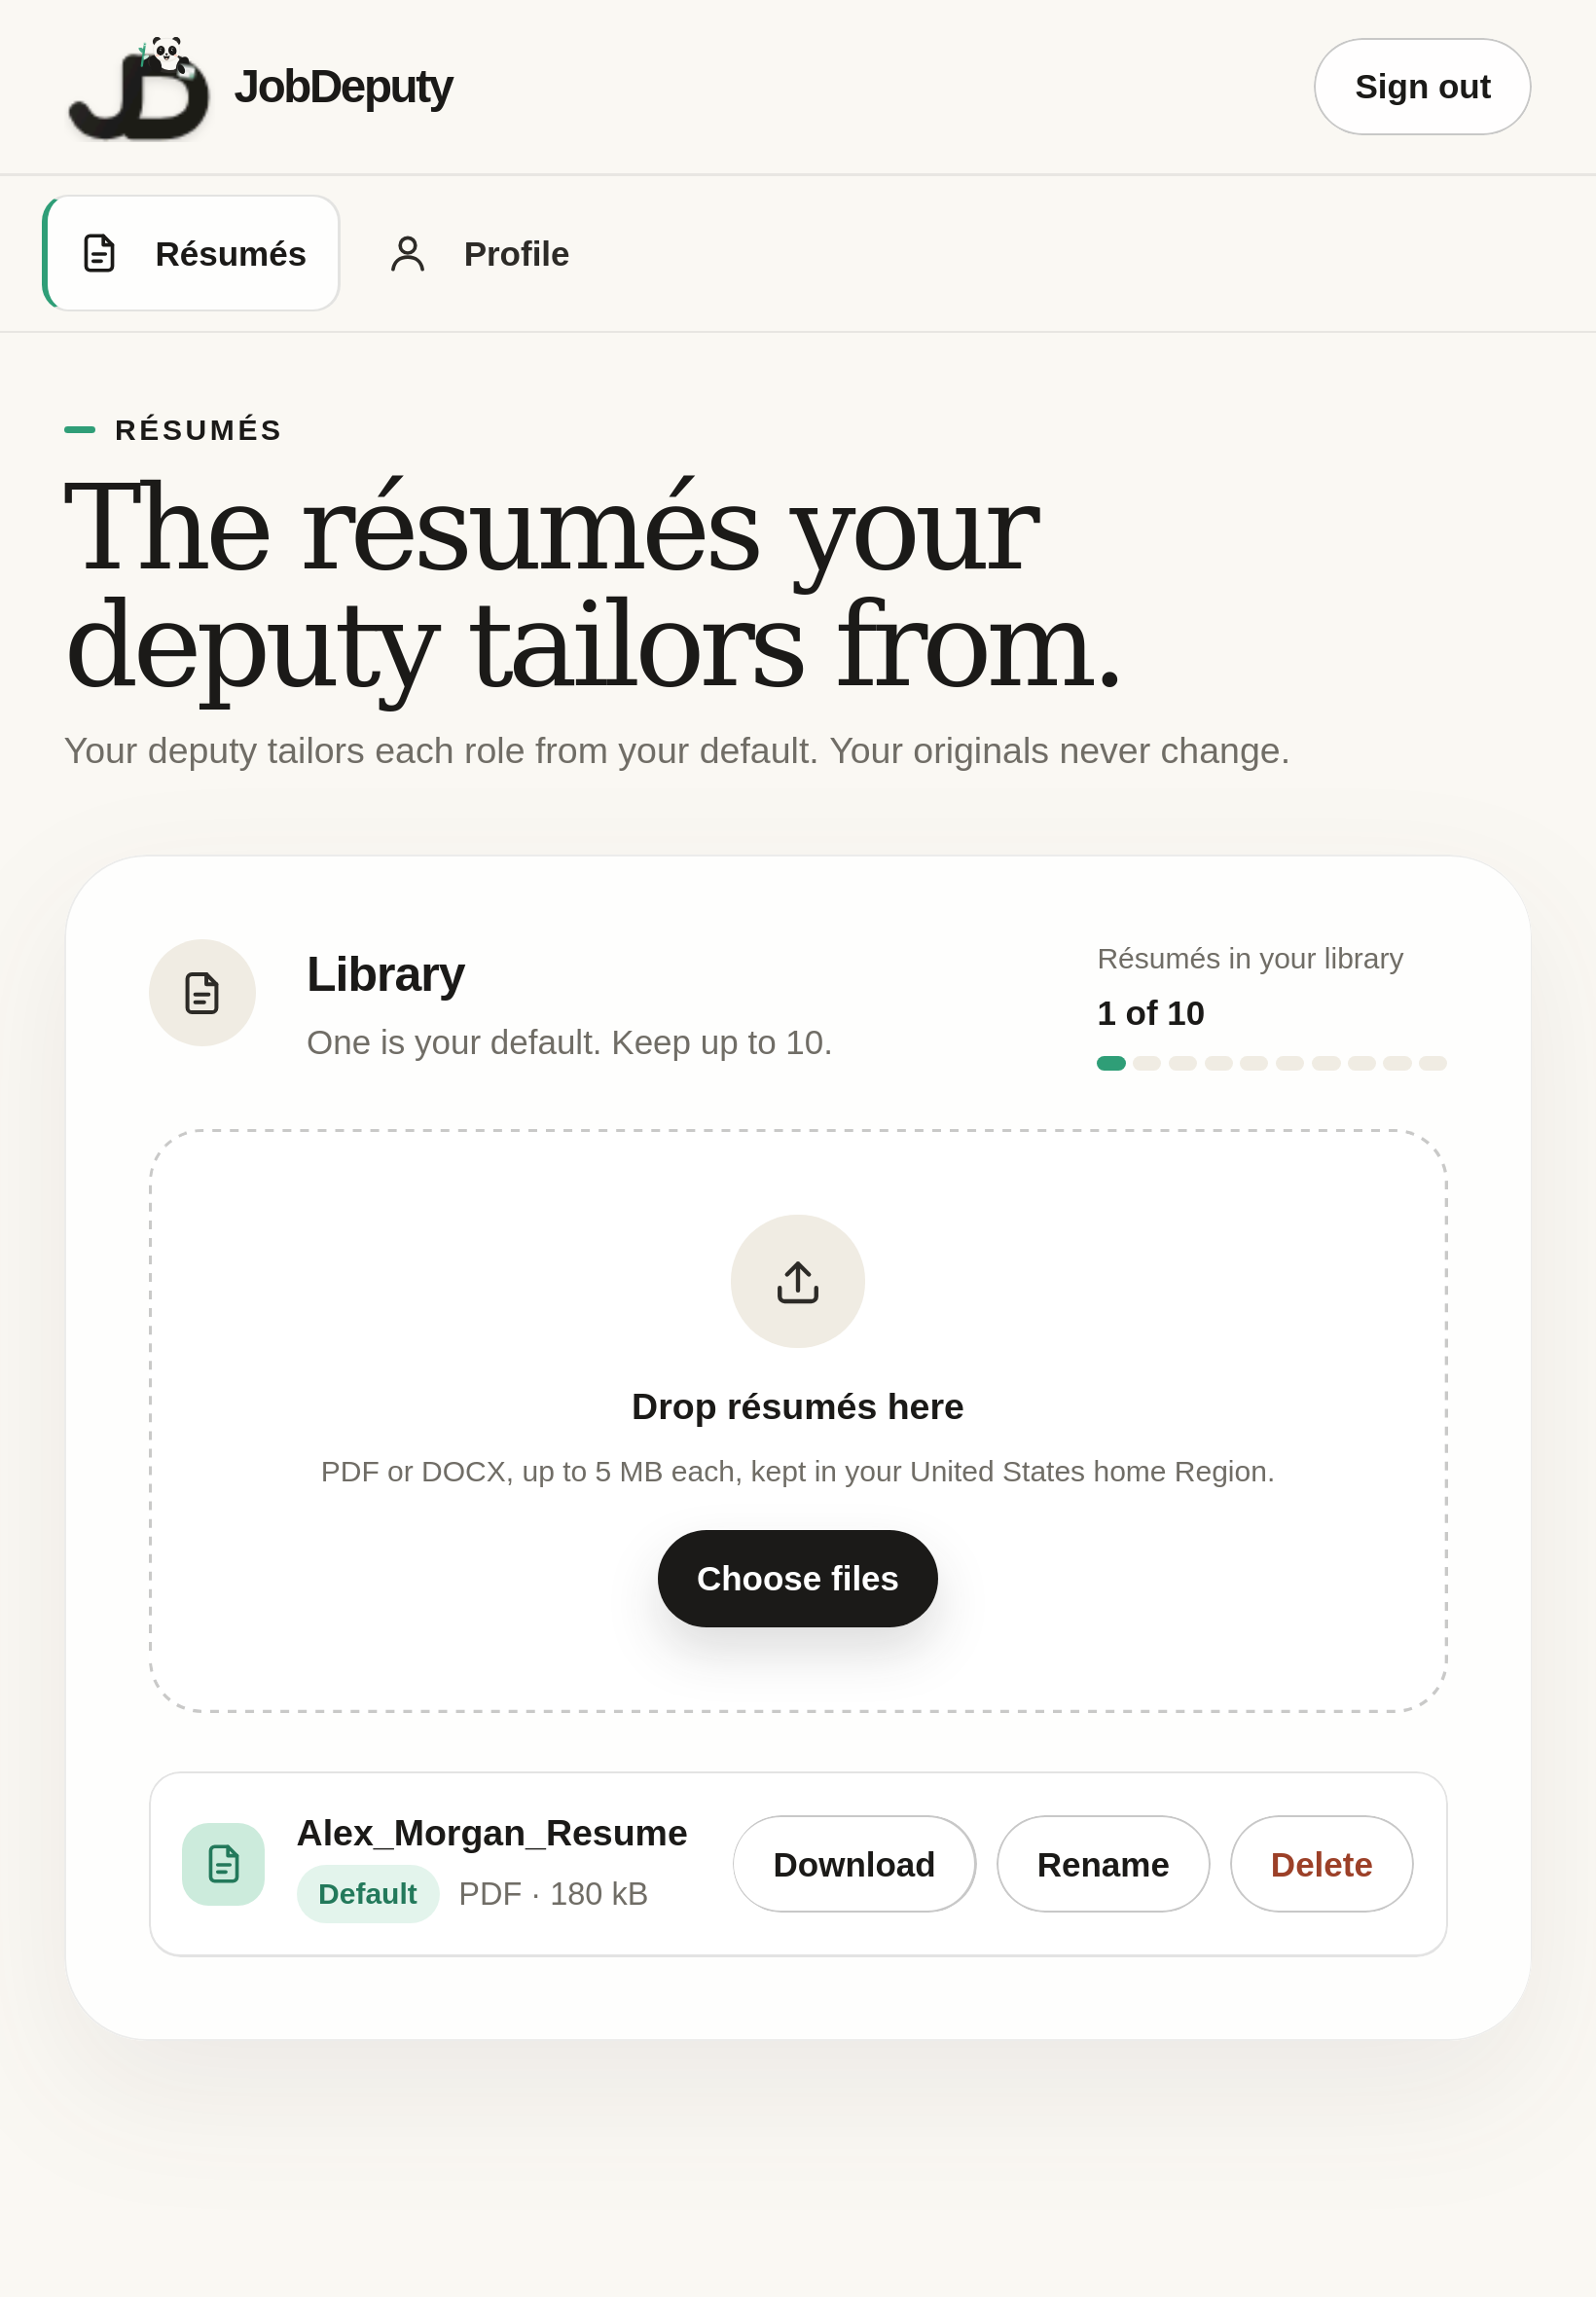 JD
JobDeputy
Sign out
Résumés
Profile
RÉSUMÉS
The résumés your
deputy tailors from.
Your deputy tailors each role from your default. Your originals never change.
Library
One is your default. Keep up to 10.
Résumés in your library
1 of 10
Drop résumés here
PDF or DOCX, up to 5 MB each, kept in your United States home Region.
Choose files
Alex_Morgan_Resume
Default
PDF · 180 kB
Download
Rename
Delete